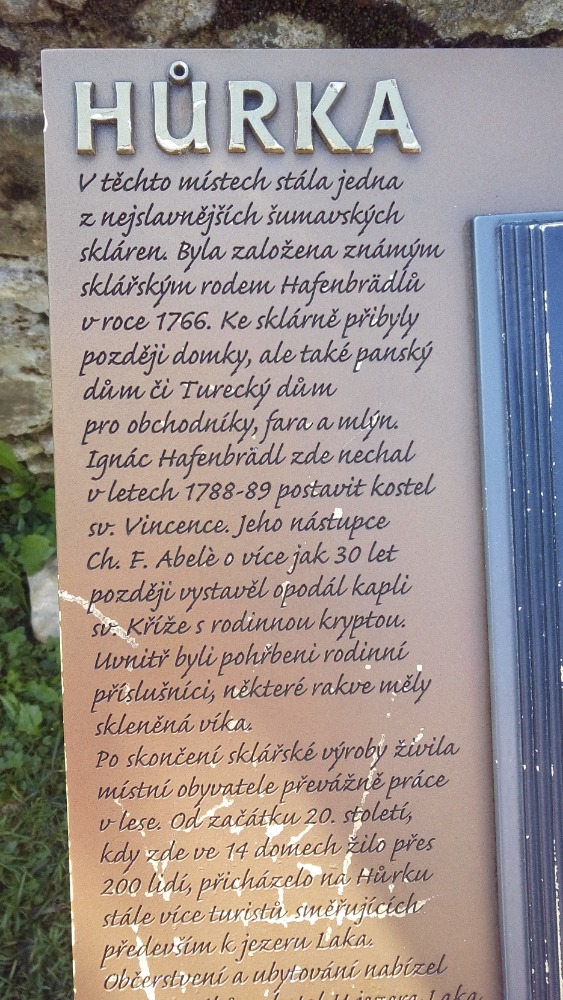 HŮRKA
V těchto místech stála jedna
z nejslavnějších šumavských
skláren. Byla založena známým
sklářským rodem Hafenbrädlů
v roce 1766. Ke sklárně přibyly
později domky, ale také panský
dům či Turecký dům
pro obchodníky, fara a mlýn.
Ignác Hafenbrädl zde nechal
v letech 1788-89 postavit kostel
sv. Vincence. Jeho nástupce
Ch. F. Abelè o více jak 30 let
později vystavěl opodál kapli
sv. Kříže s rodinnou kryptou.
Uvnitř byli pohřbeni rodinní
příslušníci, některé rakve měly
skleněná víka.
Po skončení sklářské výroby živila
místní obyvatele převážně práce
v lese. Od začátku 20. století,
kdy zde ve 14 domech žilo přes
200 lidí, přicházelo na Hůrku
stále více turistů směřujících
především k jezeru Laka.
Občerstvení a ubytování nabízel
U jezera Laka